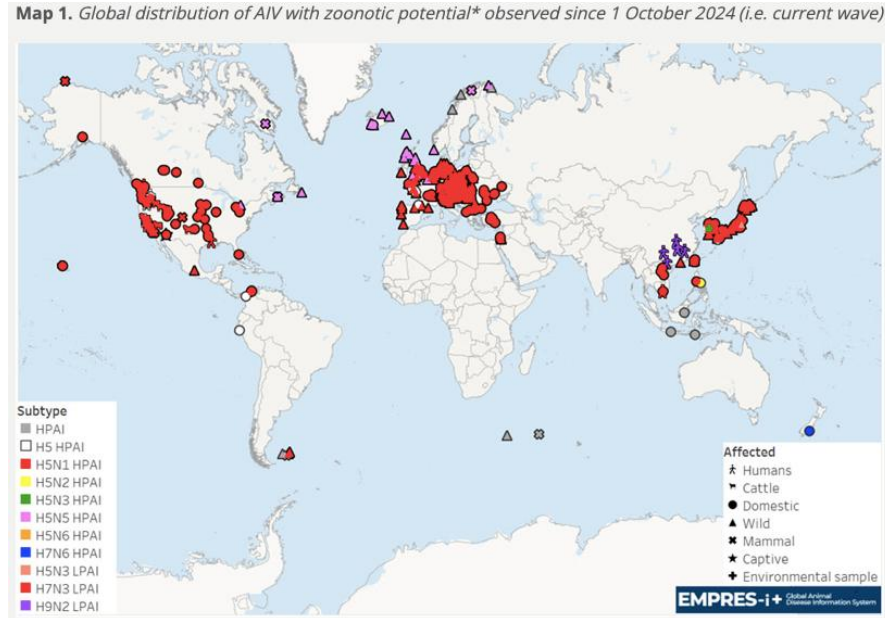 Map 1. Global distribution of AIV with zoonotic potential* observed since 1 October 2024 (i.e. current wave)
Subtype
HPAI
H5 HPAI
H5N1 HPAI
H5N2 HPAI
H5N3 HPAI
H5N5 HPAI
H5N6 HPAI
H7N6 HPAI
H5N3 LPAI
H7N3 LPAI
H9N2 LPAI
Affected
Humans
Cattle
Domestic
Wild
Mammal
Captive
Environmental sample
EMPRES-i+ Global Animal
Disease Information System